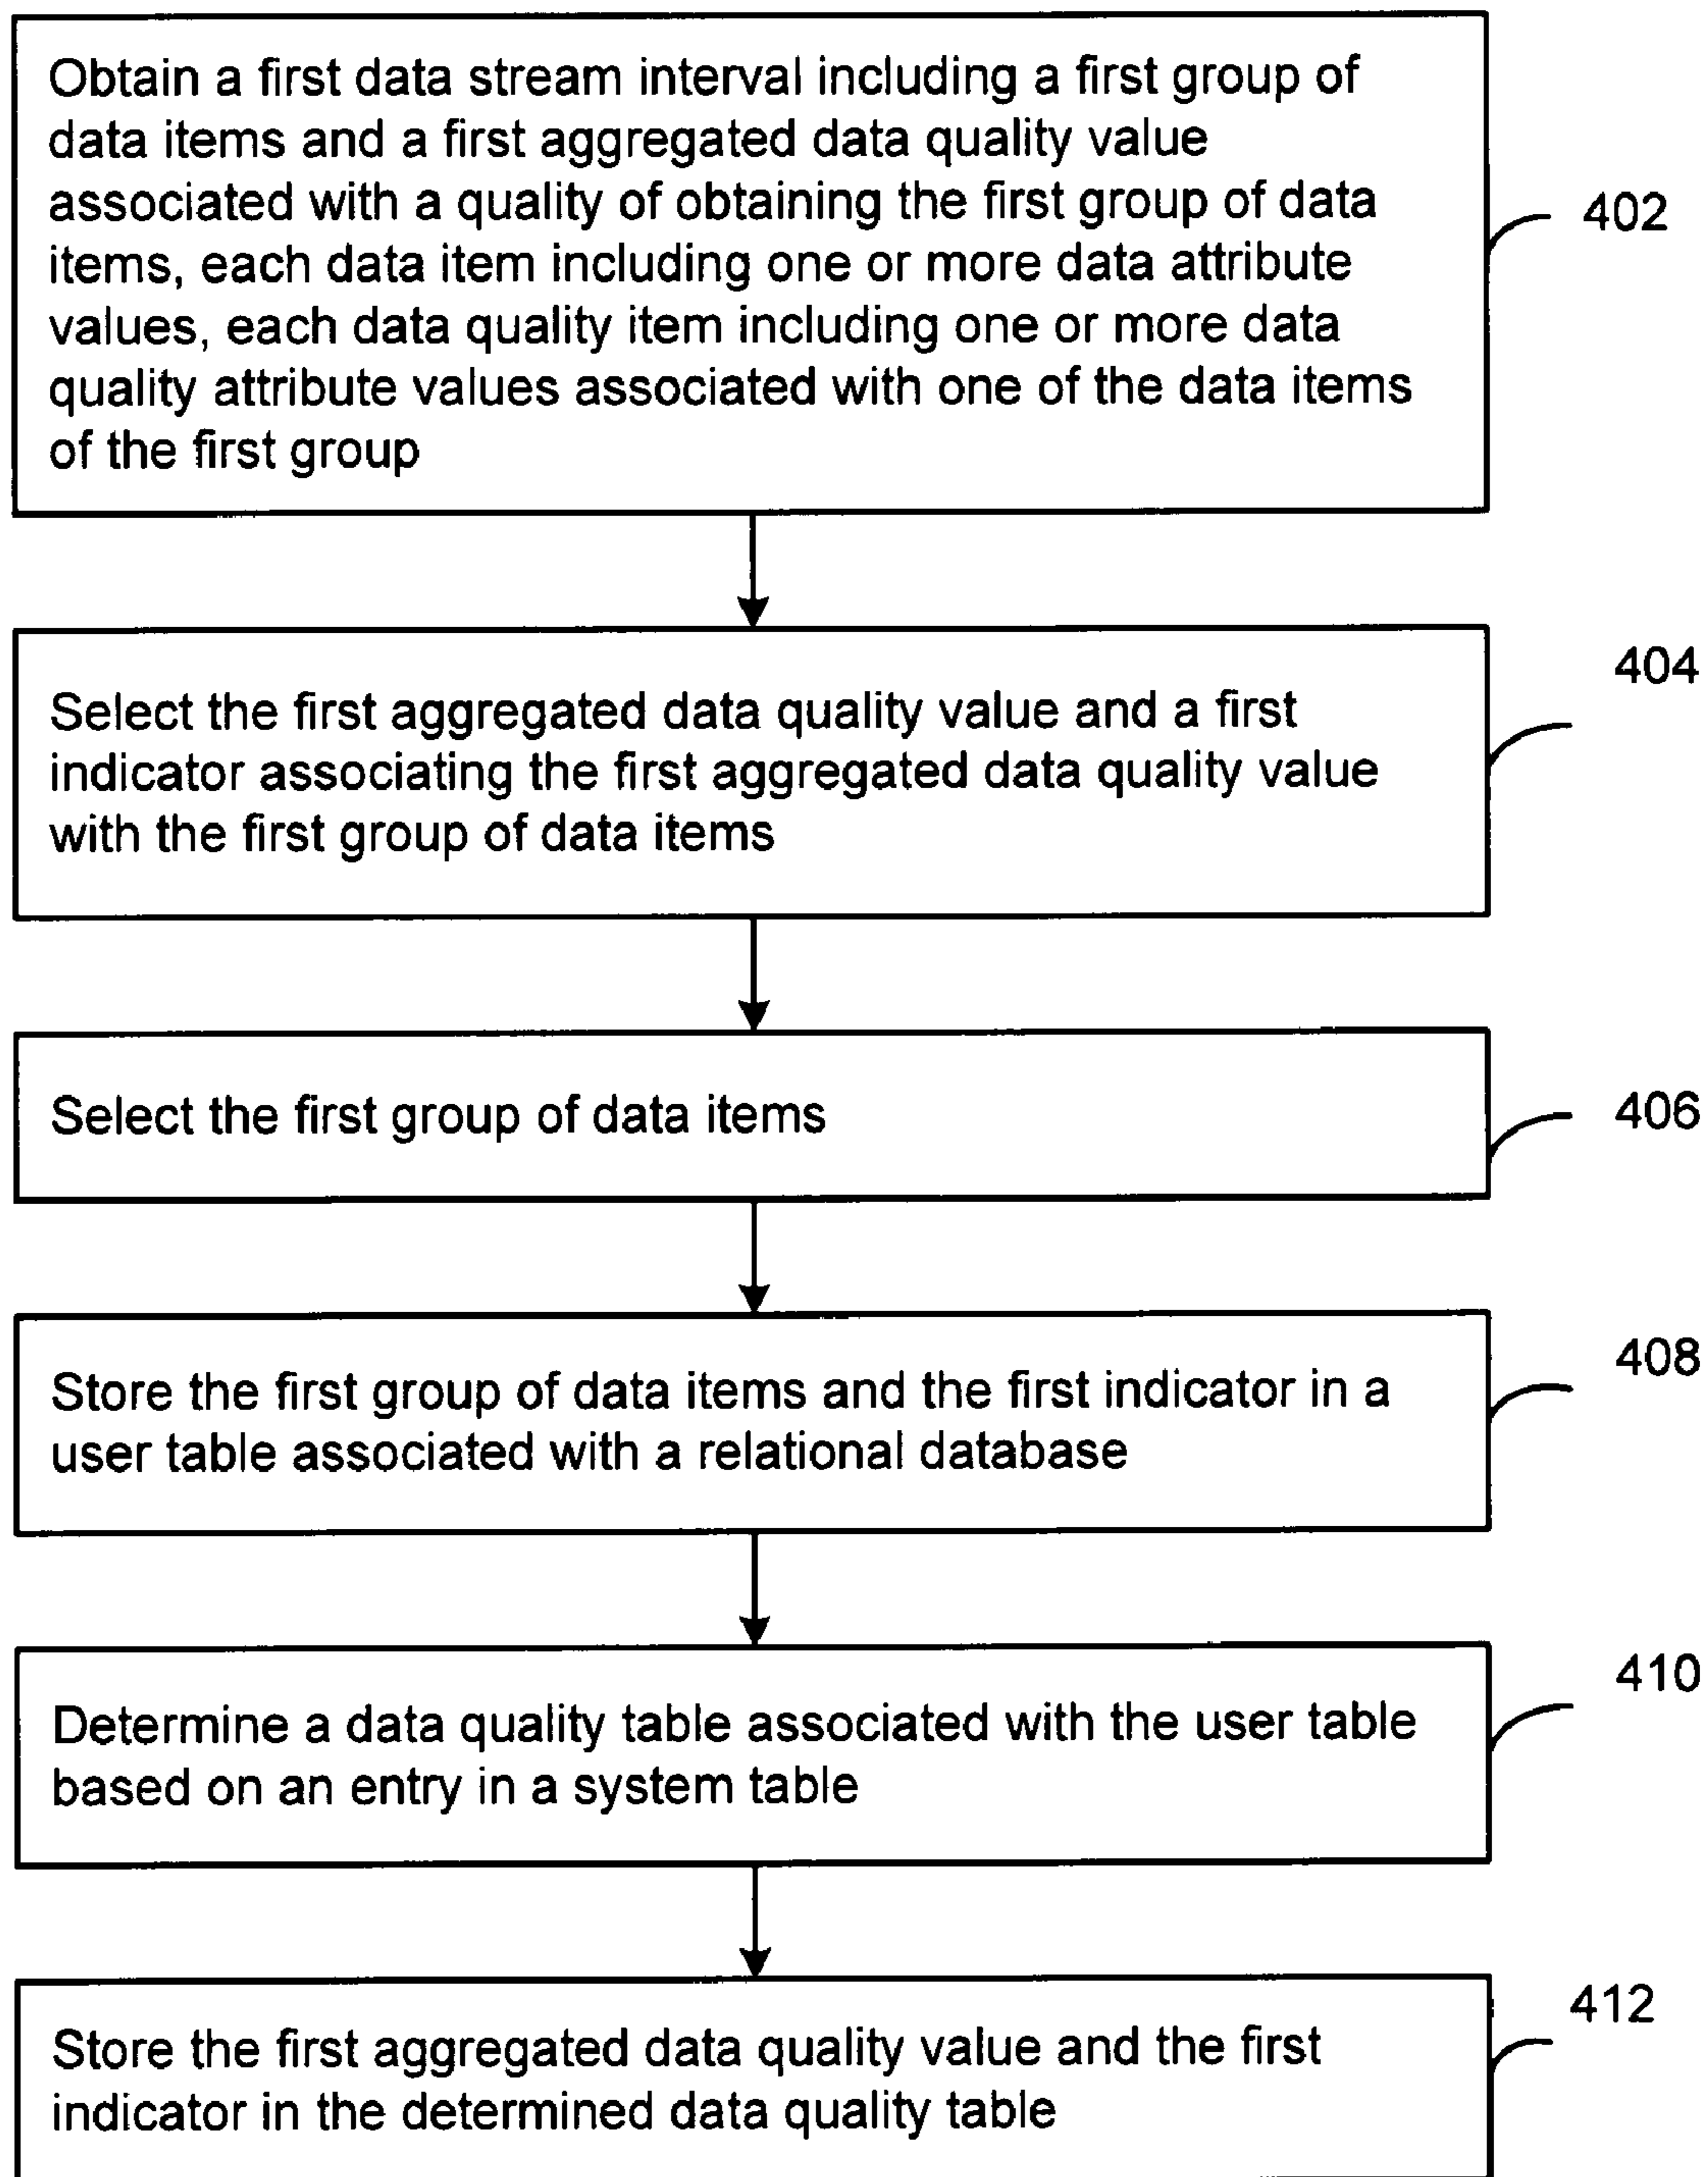 Obtain a first data stream interval including a first group of
data items and a first aggregated data quality value
associated with a quality of obtaining the first group of data
items, each data item including one or more data attribute
values, each data quality item including one or more data
quality attribute values associated with one of the data items
of the first group
402
Select the first aggregated data quality value and a first
indicator associating the first aggregated data quality value
with the first group of data items
404
Select the first group of data items
406
Store the first group of data items and the first indicator in a
user table associated with a relational database
408
Determine a data quality table associated with the user table
based on an entry in a system table
410
Store the first aggregated data quality value and the first
indicator in the determined data quality table
412